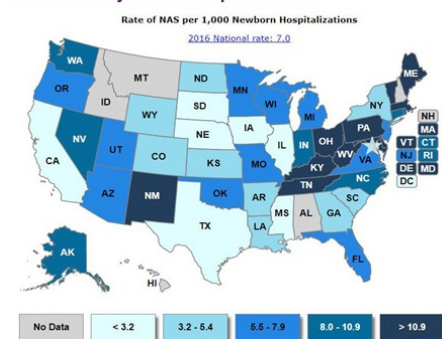 Rate of NAS per 1,000 Newborn Hospitalizations
2016 National rate: 7.0
WA
MT
ND
MN
ME
OR
ID
SD
WI
MI
NY
WY
NE
IA
PA
NH
MA
NV
UT
CO
KS
IL
IN
OH
WV
VA
VT
CT
CA
MO
KY
NJ
RI
AZ
NM
OK
AR
TN
NC
DE
MD
DC
TX
LA
MS
AL
GA
SC
FL
AK
HI
No Data
< 3.2
3.2 - 5.4
5.5 - 7.9
8.0 - 10.9
> 10.9